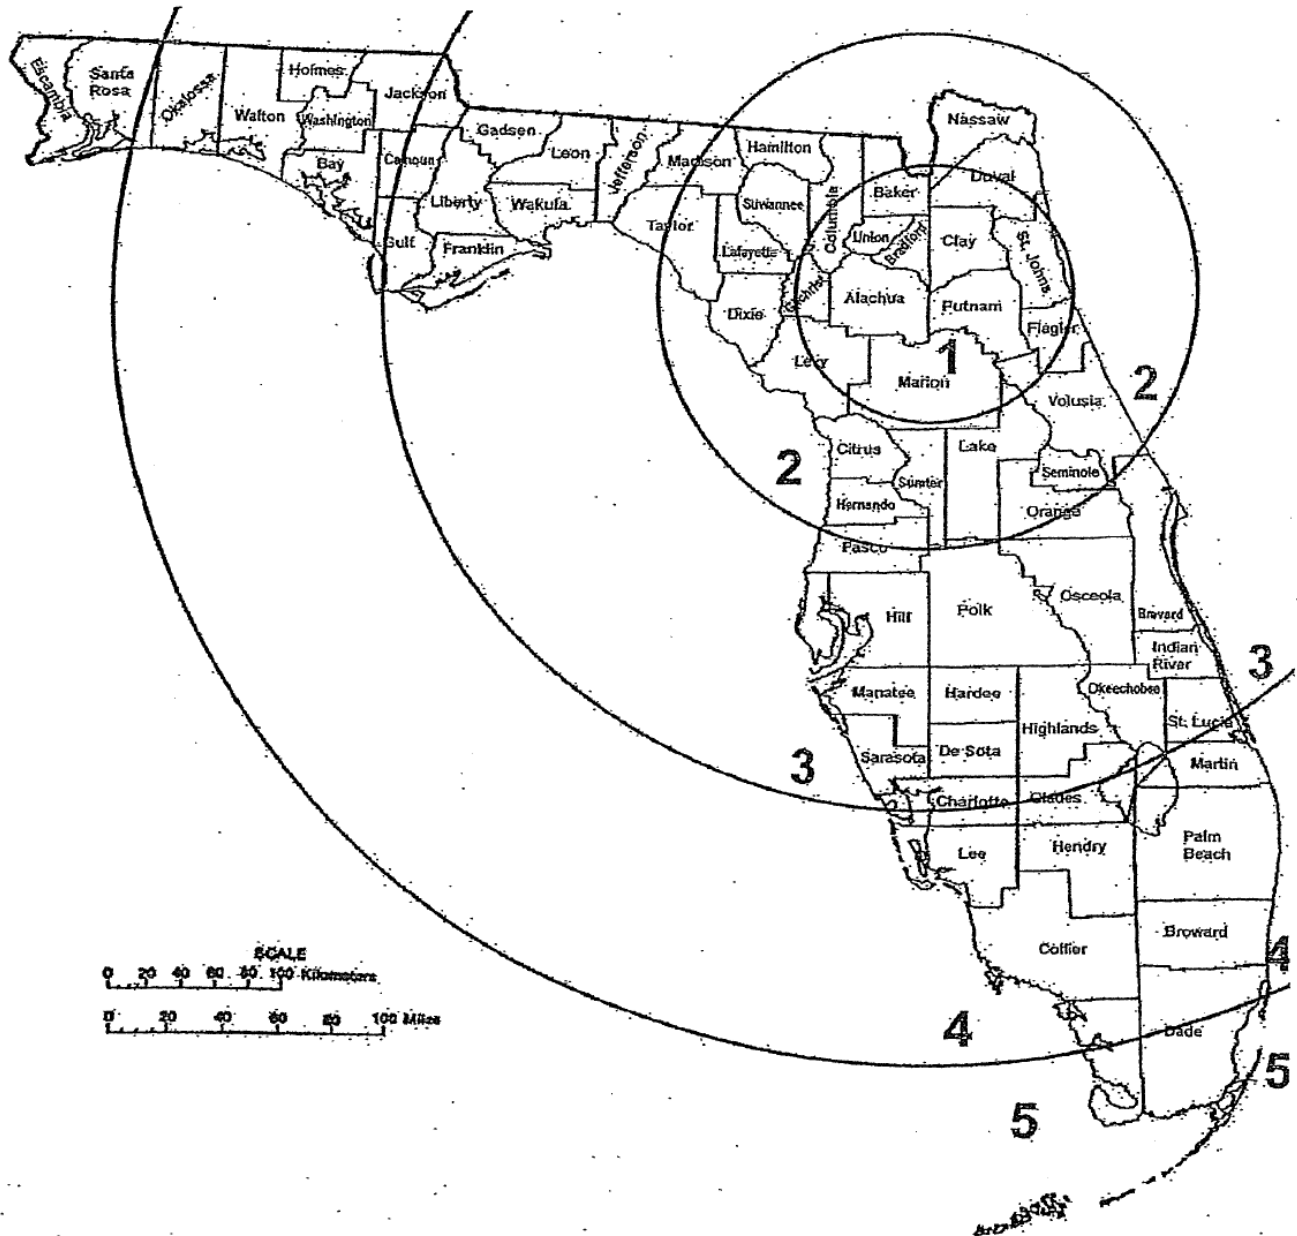 Escambia
Santa
Rosa
Okalossa
Walton
Holmes
Washington
Jackson
Bay
Calhoun
Gulf
Liberty
Gadsen
Leon
Wakula
Franklin
Jefferson
Madison
Taylor
Hamilton
Suwannee
Lafayette
Dixie
Columbia
Gilchrist
Baker
Nassaw
Duval
Union
Bradford
Clay
St. Johns
Alachua
Putnam
Flagler
Levy
Marion
1
2
Volusia
2
Citrus
Sumter
Lake
Seminole
Hernando
Orange
Pasco
Hill
Polk
Osceola
Brevard
Indian
River
3
Manatee
Hardee
Okeechobee
Highlands
St. Lucie
Sarasota
De Sota
Martin
3
Charlotte
Glades
Lee
Hendry
Palm
Beach
Collier
Broward
4
SCALE
0 20 40 60 80 100 Kilometers
0 20 40 60 80 100 Miles
4
Dade
5
5